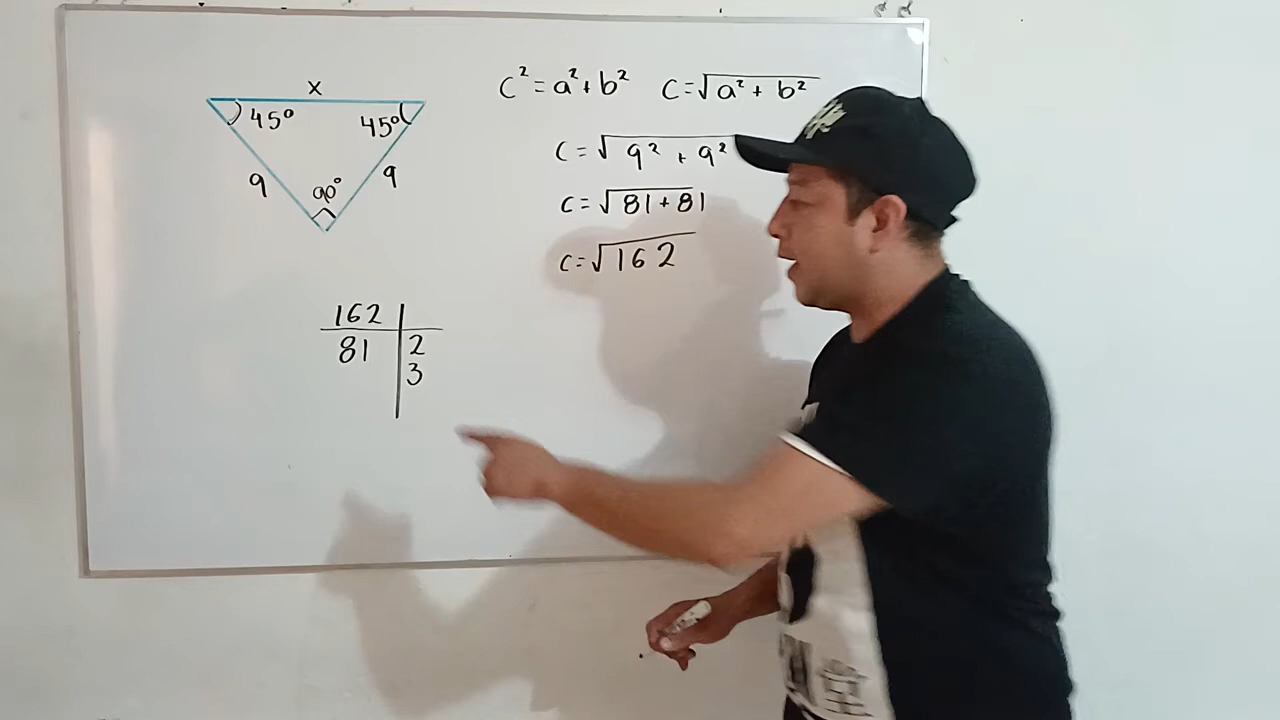 x
45° 45°
9 90° 9
c² = a² + b² c = √a² + b²
c = √9² + 9²
c = √81 + 81
c = √162
162
81 2
3